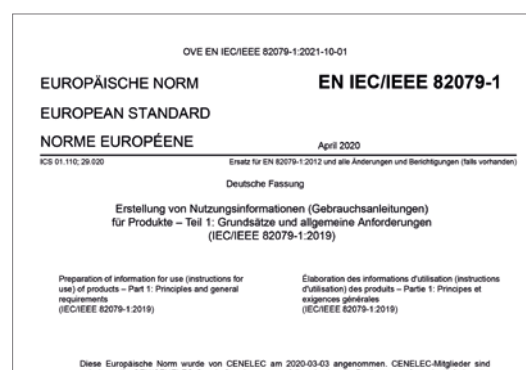 OVE EN IEC/IEEE 82079-1:2021-10-01
EUROPÄISCHE NORM
EN IEC/IEEE 82079-1
EUROPEAN STANDARD
NORME EUROPÉENE
April 2020
ICS 01.110; 29.020
Ersatz für EN 82079-1:2012 und alle Änderungen und Berichtigungen (falls vorhanden)
Deutsche Fassung
Erstellung von Nutzungsinformationen (Gebrauchsanleitungen)
für Produkte – Teil 1: Grundsätze und allgemeine Anforderungen
(IEC/IEEE 82079-1:2019)
Preparation of information for use (instructions for
use) of products – Part 1: Principles and general
requirements
(IEC/IEEE 82079-1:2019)
Élaboration des informations d'utilisation (instructions
d'utilisation) des produits – Partie 1: Principes et
exigences générales
(IEC/IEEE 82079-1:2019)
Diese Europäische Norm wurde von CENELEC am 2020-03-03 angenommen. CENELEC-Mitglieder sind